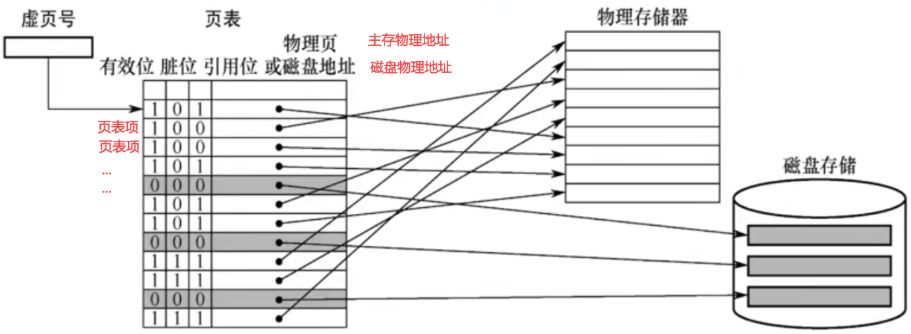 虚页号
页表
物理存储器
物理页
主存物理地址
有效位 脏位 引用位 或磁盘地址
磁盘物理地址
1 0 1
页表项
1 0 0
页表项
1 0 0
...
1 0 1
...
0 0 0
1 0 1
1 0 1
0 0 0
1 1 1
1 1 1
0 0 0
1 1 1
磁盘存储